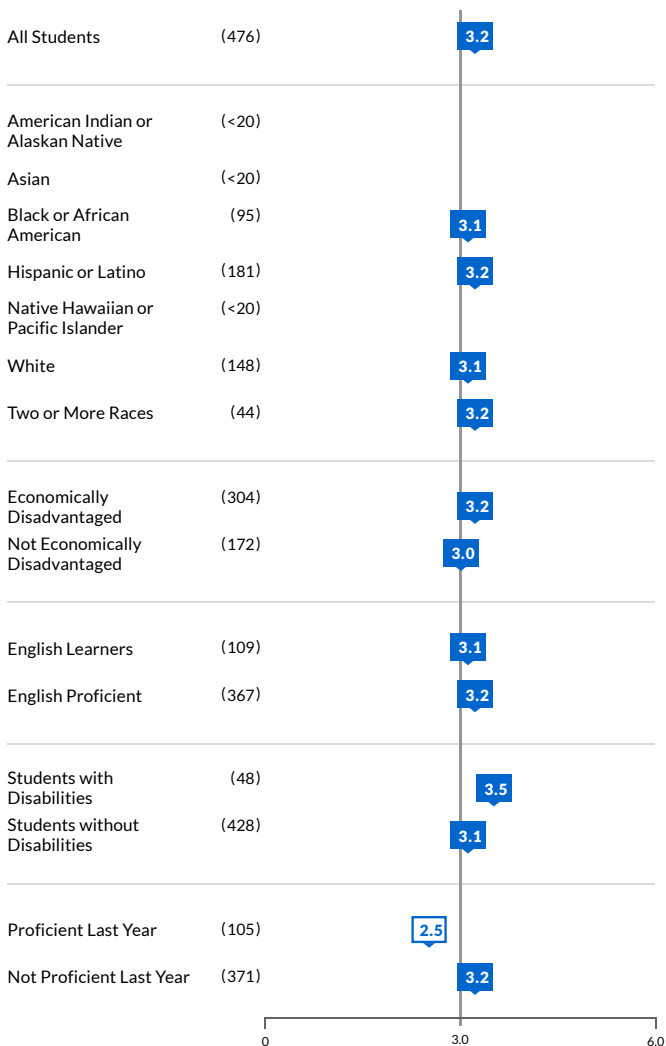 All Students (476) 3.2
American Indian or (<20)
Alaskan Native
Asian (<20)
Black or African (95) 3.1
American
Hispanic or Latino (181) 3.2
Native Hawaiian or (<20)
Pacific Islander
White (148) 3.1
Two or More Races (44) 3.2
Economically (304) 3.2
Disadvantaged
Not Economically (172) 3.0
Disadvantaged
English Learners (109) 3.1
English Proficient (367) 3.2
Students with (48) 3.5
Disabilities
Students without (428) 3.1
Disabilities
Proficient Last Year (105) 2.5
Not Proficient Last Year (371) 3.2
0 3.0 6.0